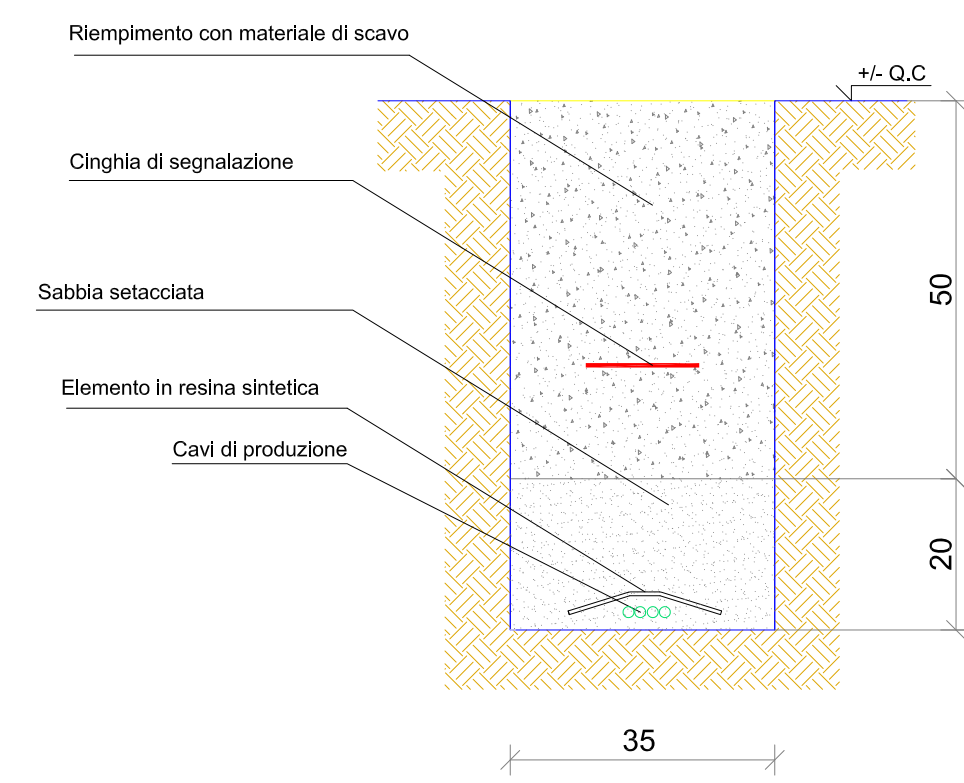 Riempimento con materiale di scavo
+/- Q.C
Cinghia di segnalazione
50
Sabbia setacciata
Elemento in resina sintetica
Cavi di produzione
20
35